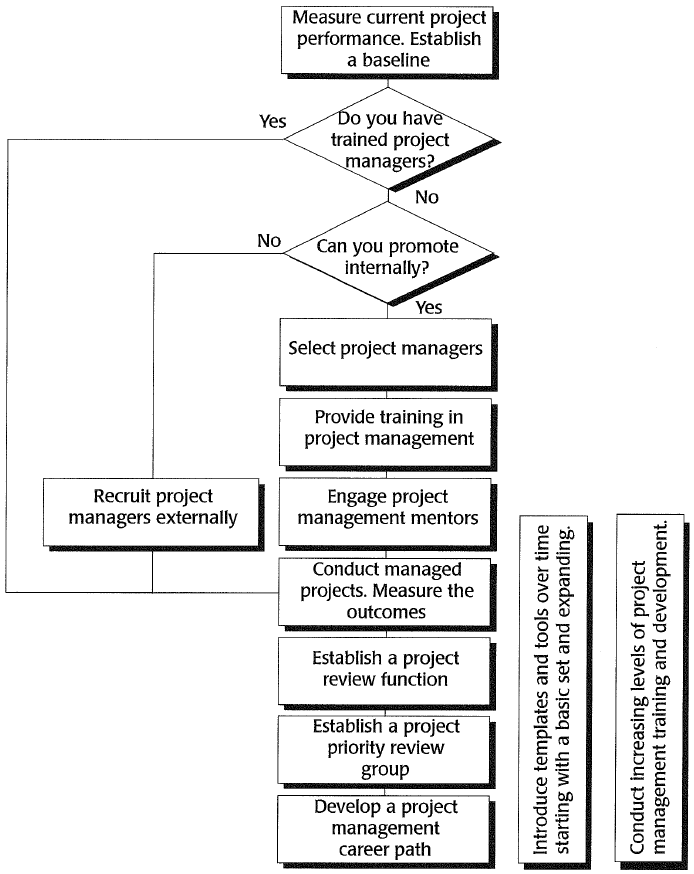 Measure current project
performance. Establish
a baseline
Yes
Do you have
trained project
managers?
No
No
Can you promote
internally?
Yes
Select project managers
Provide training in
project management
Recruit project
managers externally
Engage project
management mentors
Conduct managed
projects. Measure the
outcomes
Establish a project
review function
Establish a project
priority review
group
Develop a project
management
career path
Introduce templates and tools over time
starting with a basic set and expanding.
Conduct increasing levels of project
management training and development.